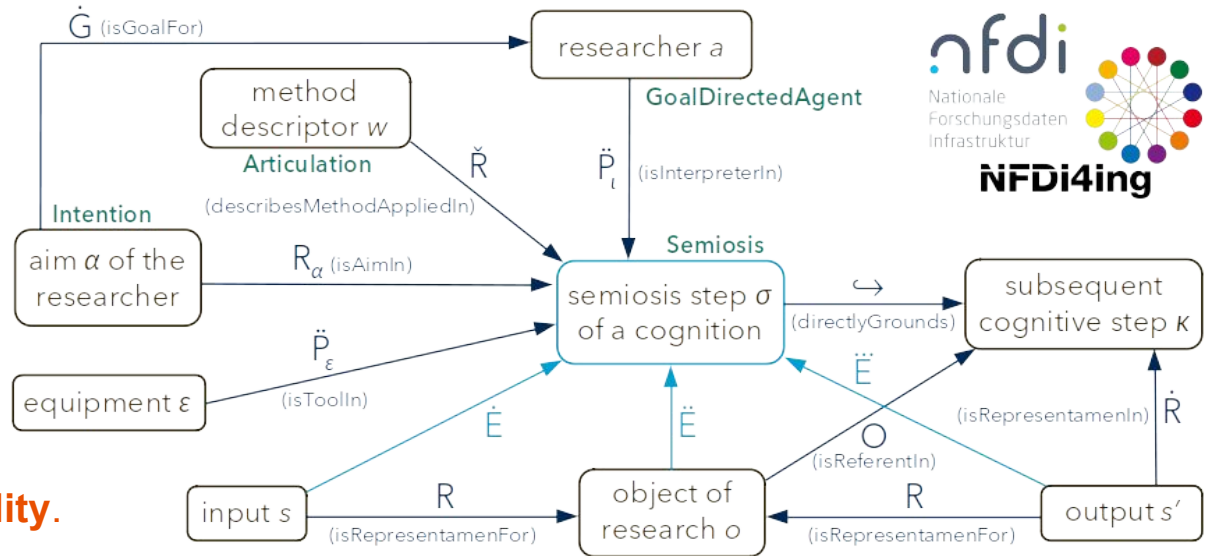 Ġ (isGoalFor)
researcher a
GoalDirectedAgent
method
descriptor w
Articulation
Ř
(describesMethodAppliedIn)
P̈ι (isInterpreterIn)
nfdi
Nationale
Forschungsdaten
Infrastruktur
NFDi4ing
Intention
aim α of the
researcher
Rα (isAimIn)
Semiosis
semiosis step σ
of a cognition
↪
(directlyGrounds)
subsequent
cognitive step κ
equipment ε
P̈ε
(isToolIn)
Ė
Ë
E⃛
O
(isReferentIn)
(isRepresentamenIn)
Ṙ
lity.
input s
R
(isRepresentamenFor)
object of
research o
R
(isRepresentamenFor)
output s′